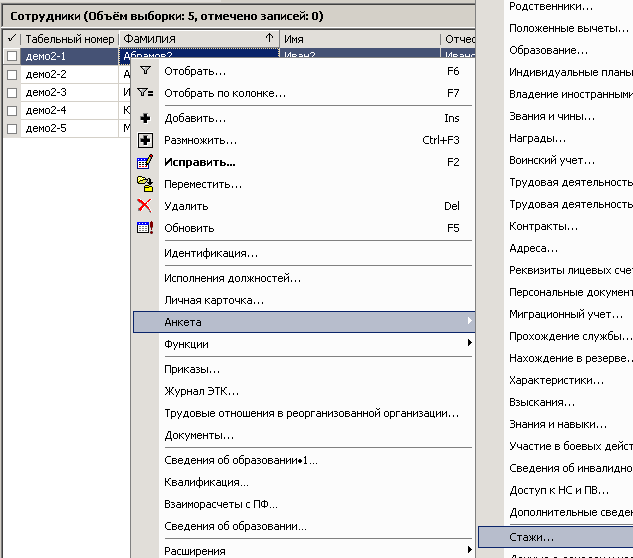 Сотрудники (Объём выборки: 5, отмечено записей: 0)
✓ Табельный номер Фамилия ↑ Имя Отчес
демо2-1 Абрамов2 Иван2 Иванс
демо2-2 А
демо2-3 И
демо2-4 К
демо2-5 М
Отобрать... F6
Отобрать по колонке... F7
Добавить... Ins
Размножить... Ctrl+F3
Исправить... F2
Переместить...
Удалить Del
Обновить F5
Идентификация...
Исполнения должностей...
Личная карточка...
Анкета
Функции
Приказы...
Журнал ЭТК...
Трудовые отношения в реорганизованной организации...
Документы...
Сведения об образовании•1...
Квалификация...
Взаиморасчеты с ПФ...
Сведения об образовании...
Расширения
Родственники...
Положенные вычеты...
Образование...
Индивидуальные планы
Владение иностранными
Звания и чины...
Награды...
Воинский учет...
Трудовая деятельность
Трудовая деятельность
Контракты...
Адреса...
Реквизиты лицевых счет
Персональные документ
Миграционный учет...
Прохождение службы...
Нахождение в резерве...
Характеристики...
Взыскания...
Знания и навыки...
Участие в боевых дейст
Сведения об инвалидно
Доступ к НС и ПВ...
Дополнительные сведен
Стажи...